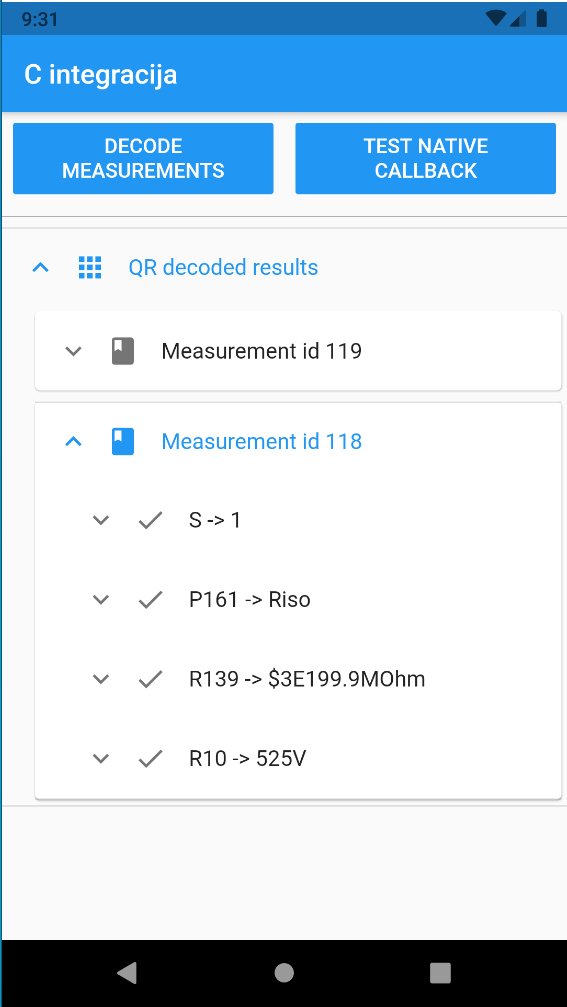 9:31
C integracija
DECODE
MEASUREMENTS
TEST NATIVE
CALLBACK
QR decoded results
Measurement id 119
Measurement id 118
S -> 1
P161 -> Riso
R139 -> $3E199.9MOhm
R10 -> 525V